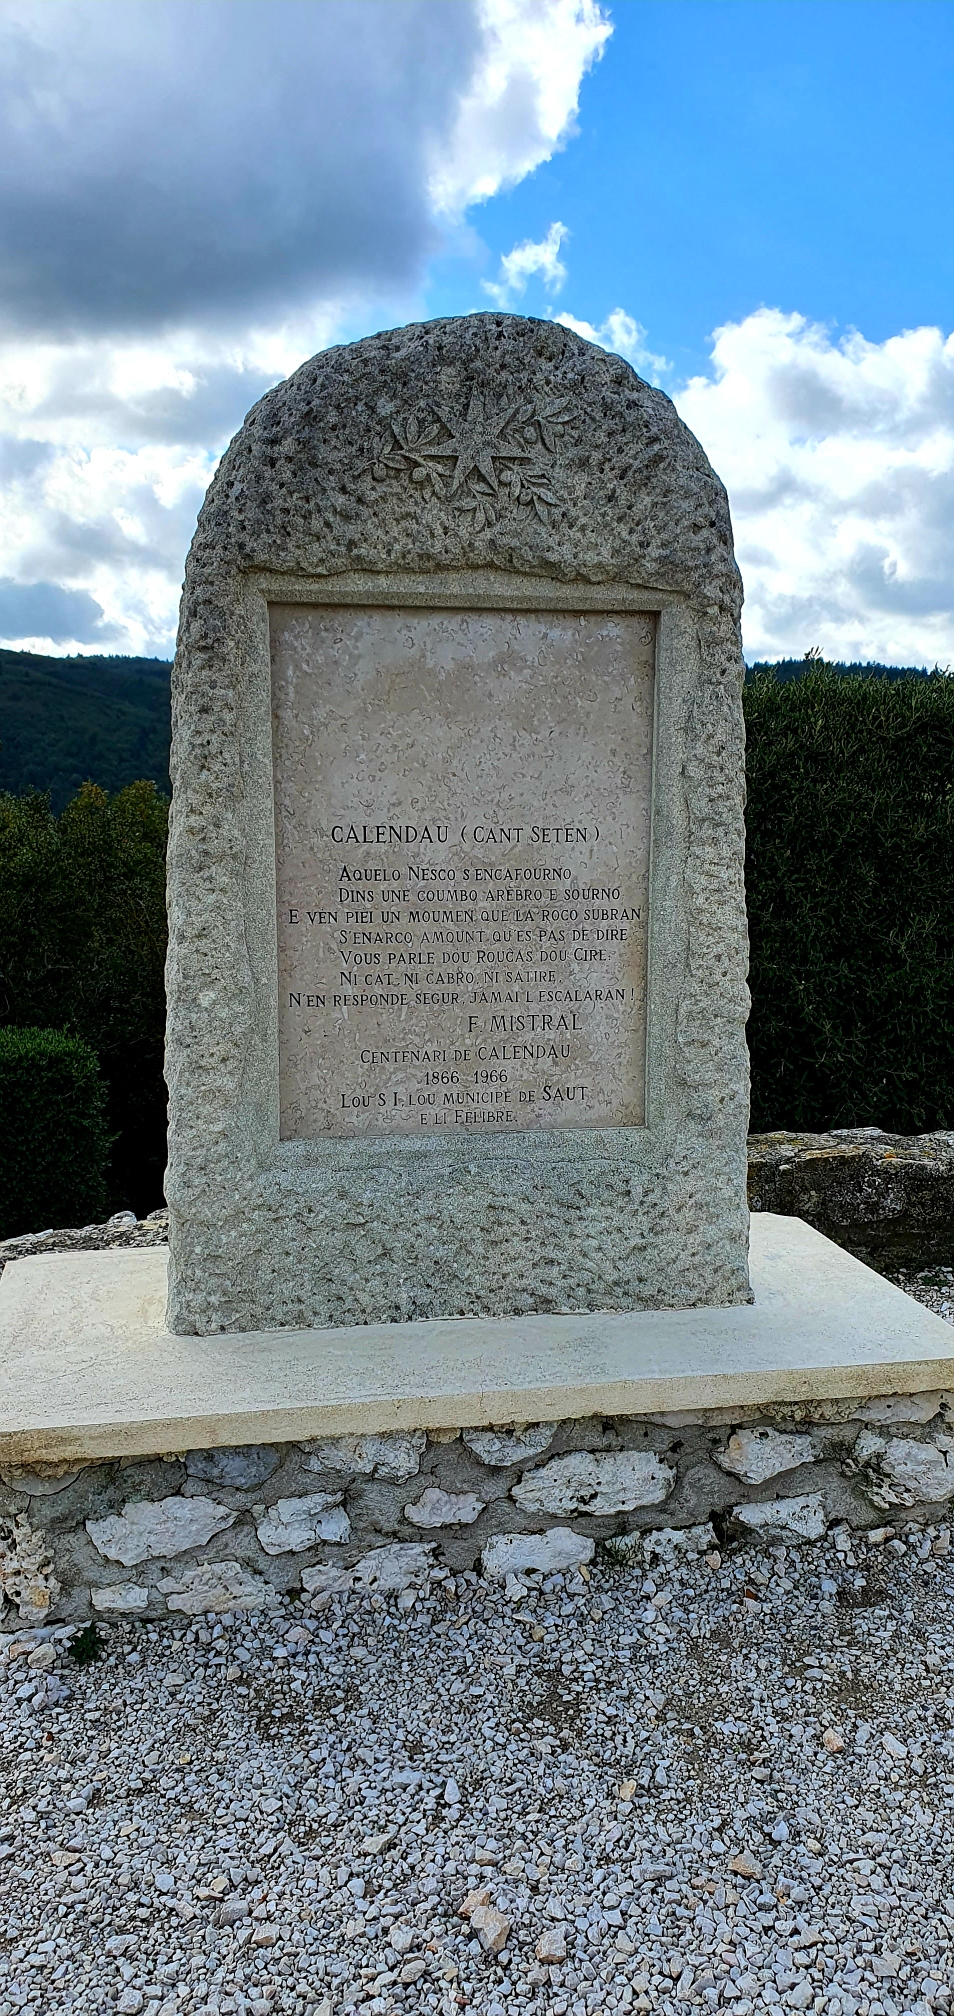 CALENDAU (CANT SETEN)
AQUELO NESCO S'ENCAFOURNO
DINS UNE COUMBO AREBRO E SOURNO
E VÈN PIEI UN MOUMEN QUE LA ROCO SUBRAN
S'ENARCO AMOUNT QU'ES PAS DE DIRE
VOUS PARLE DOU ROUCAS DOU CIRE.
NI CAT, NI CABRO, NI SATIRE,
N'EN RESPONDE SEGUR, JAMAI L'ESCALARAN !
F. MISTRAL
CENTENARI DE CALENDAU
1866 1966
LOU S I, LOU MUNICIPE DE SAUT
E LI FELIBRE.